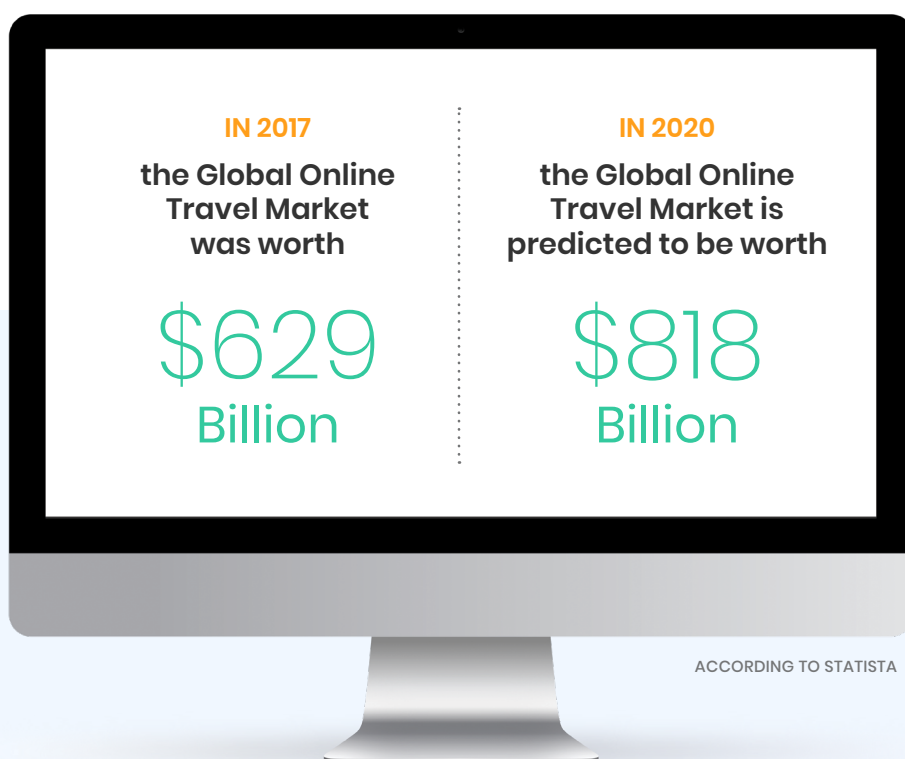 IN 2017
the Global Online
Travel Market
was worth
$629
Billion
IN 2020
the Global Online
Travel Market is
predicted to be worth
$818
Billion
ACCORDING TO STATISTA